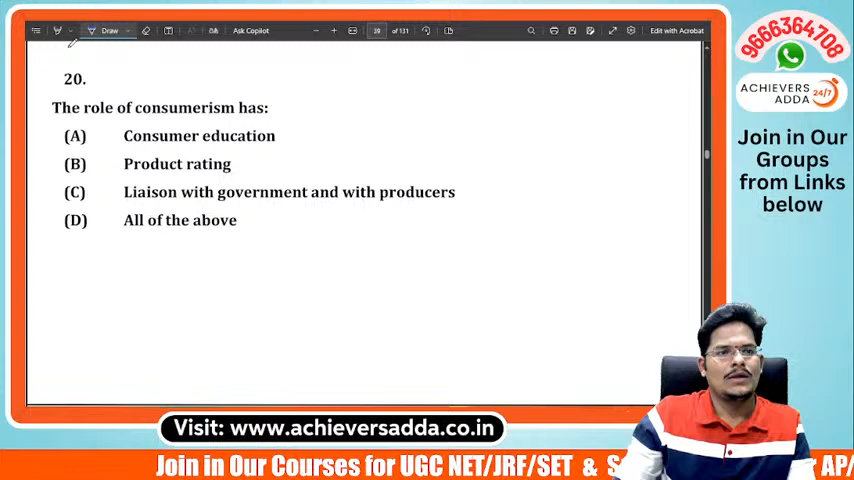 Draw
Ask Copilot
39
of 131
Edit with Acrobat
9666364708
ACHIEVERS
ADDA
24/7
Join in Our
Groups
from Links
below
20.
The role of consumerism has:
(A) Consumer education
(B) Product rating
(C) Liaison with government and with producers
(D) All of the above
Visit: www.achieversadda.co.in
Join in Our Courses for UGC NET/JRF/SET & S
r AP/